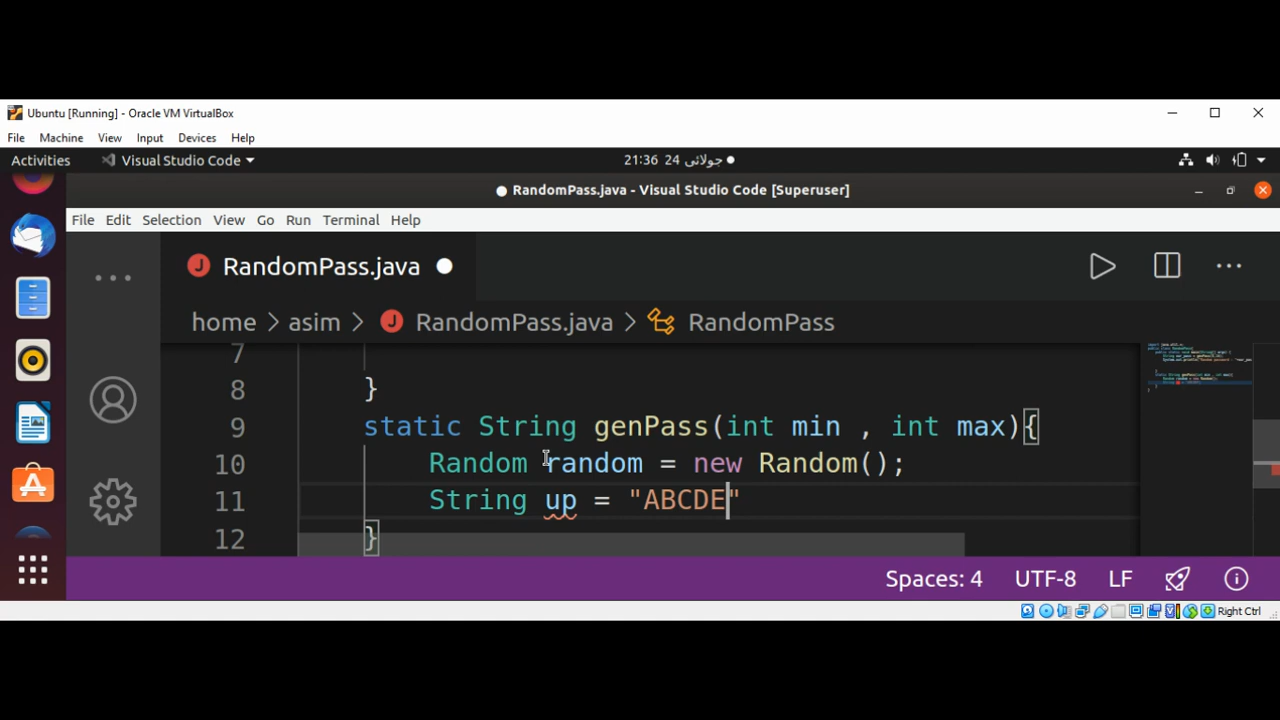 Ubuntu [Running] - Oracle VM VirtualBox
File Machine View Input Devices Help
Activities Visual Studio Code 21:36 24 جولائی
RandomPass.java - Visual Studio Code [Superuser]
File Edit Selection View Go Run Terminal Help
RandomPass.java
home > asim > RandomPass.java > RandomPass
7
8 }
9 static String genPass(int min , int max){
10 Random random = new Random();
11 String up = "ABCDE"
12 }
Spaces: 4 UTF-8 LF
Right Ctrl